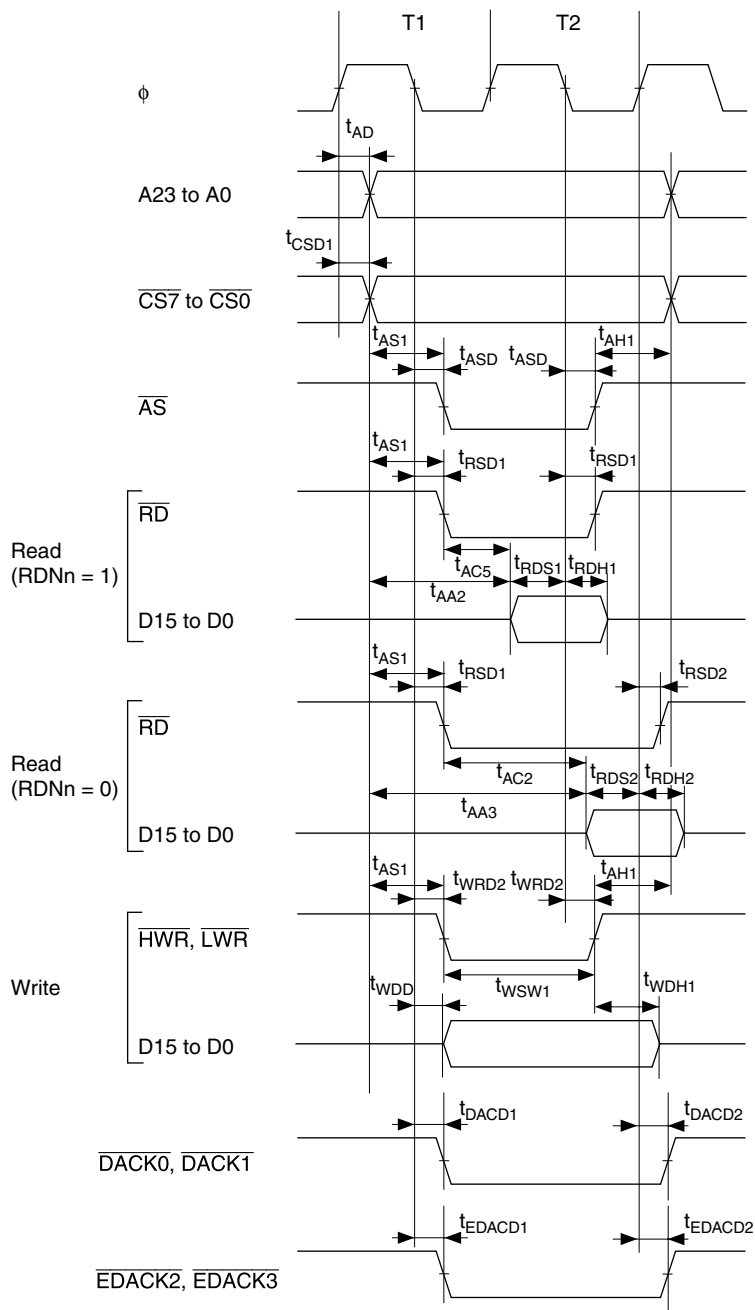 T1 T2
ϕ
tAD
A23 to A0
tCSD1
CS7 to CS0
tAS1 tASD tASD tAH1
AS
tAS1 tRSD1 tRSD1
RD
Read
(RDNn = 1)
tAC5 tRDS1 tRDH1
tAA2
D15 to D0
tAS1 tRSD1 tRSD2
RD
Read
(RDNn = 0)
tAC2 tRDS2 tRDH2
tAA3
D15 to D0
tAS1 tWRD2 tWRD2 tAH1
HWR, LWR
Write
tWDD tWSW1 tWDH1
D15 to D0
tDACD1 tDACD2
DACK0, DACK1
tEDACD1 tEDACD2
EDACK2, EDACK3